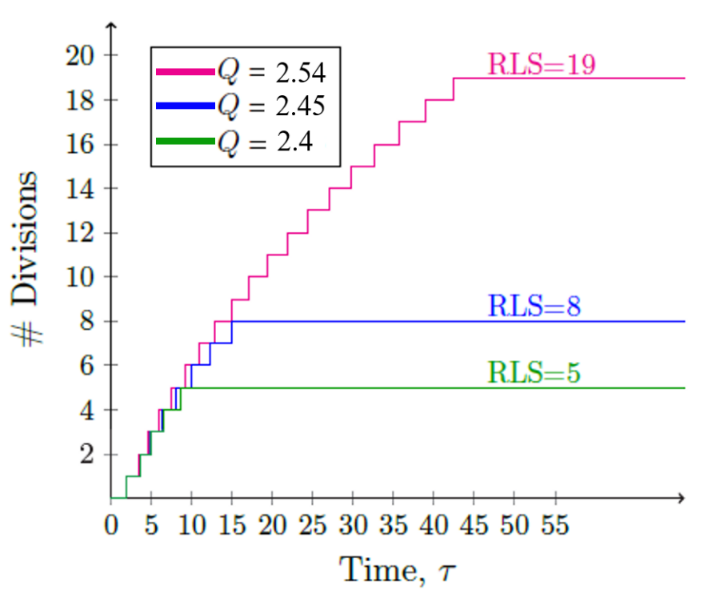 20
18
16
14
12
10
8
6
4
2
# Divisions
Q = 2.54
Q = 2.45
Q = 2.4
RLS=19
RLS=8
RLS=5
0 5 10 15 20 25 30 35 40 45 50 55
Time, τ